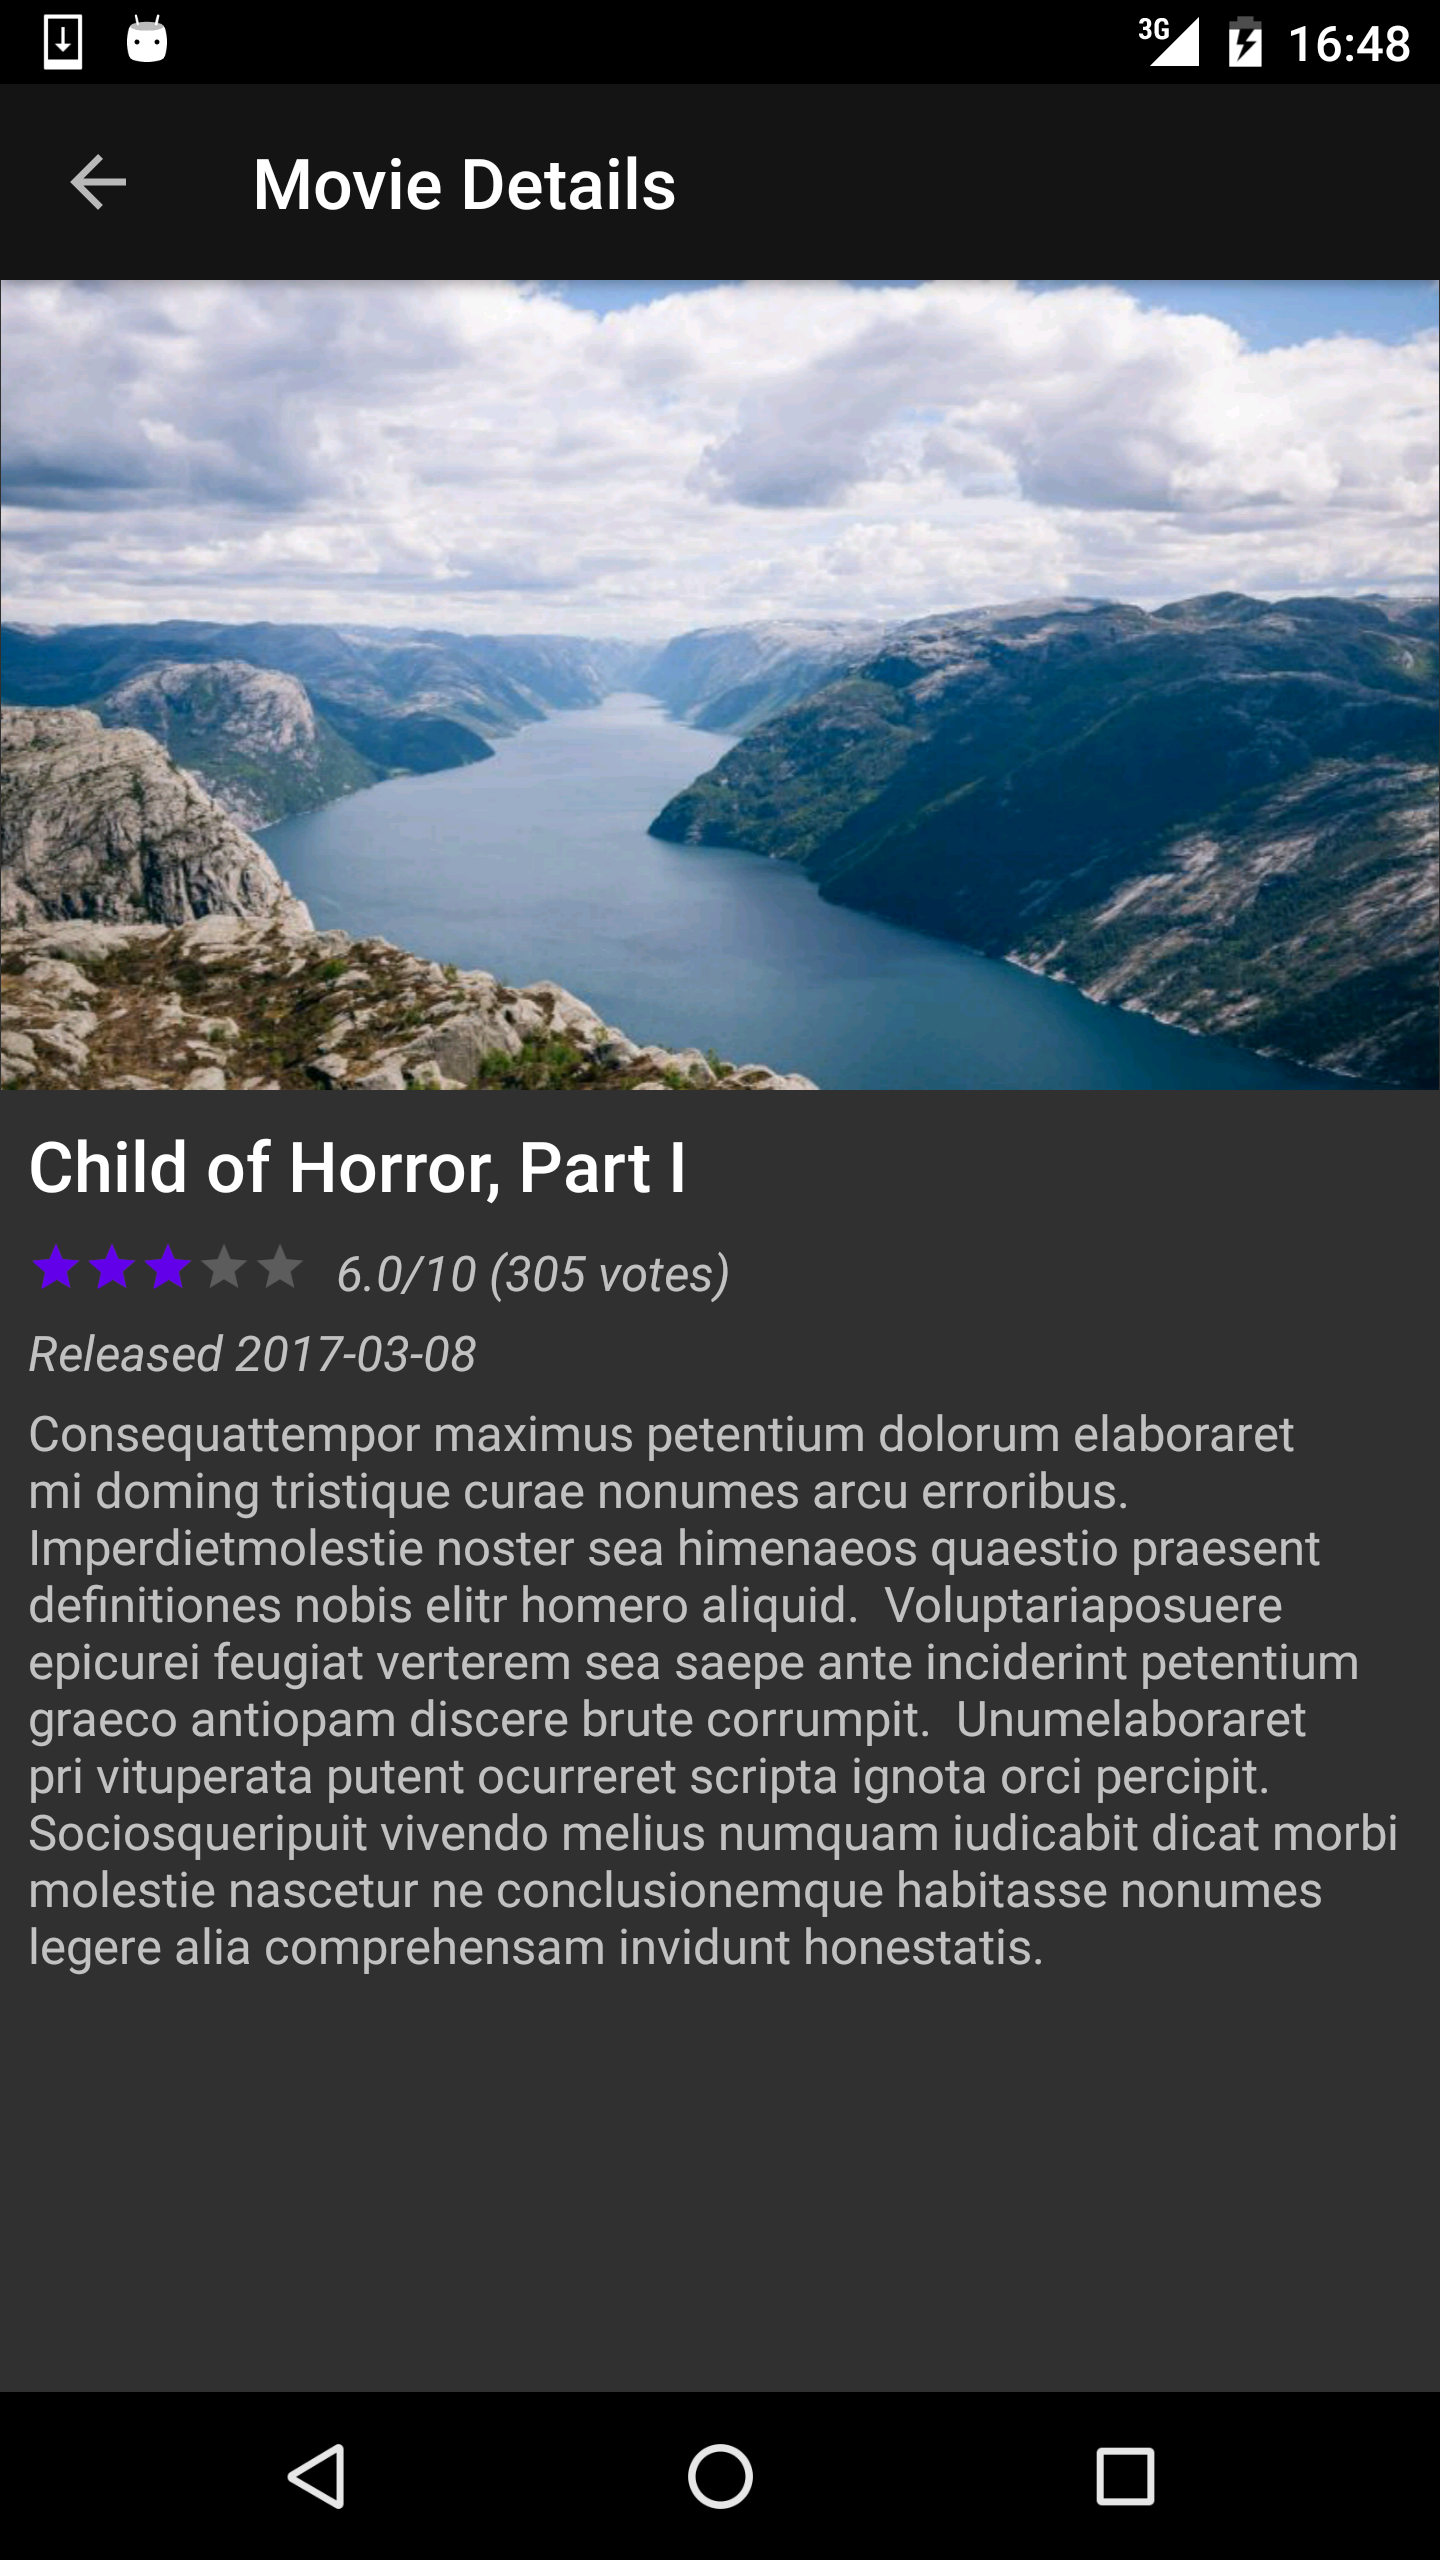 3G 16:48
Movie Details
Child of Horror, Part I
6.0/10 (305 votes)
Released 2017-03-08
Consequattempor maximus petentium dolorum elaboraret
mi doming tristique curae nonumes arcu erroribus.
Imperdietmolestie noster sea himenaeos quaestio praesent
definitiones nobis elitr homero aliquid.  Voluptariaposuere
epicurei feugiat verterem sea saepe ante inciderint petentium
graeco antiopam discere brute corrumpit.  Unumelaboraret
pri vituperata putent ocurreret scripta ignota orci percipit.
Sociosqueripuit vivendo melius numquam iudicabit dicat morbi
molestie nascetur ne conclusionemque habitasse nonumes
legere alia comprehensam invidunt honestatis.